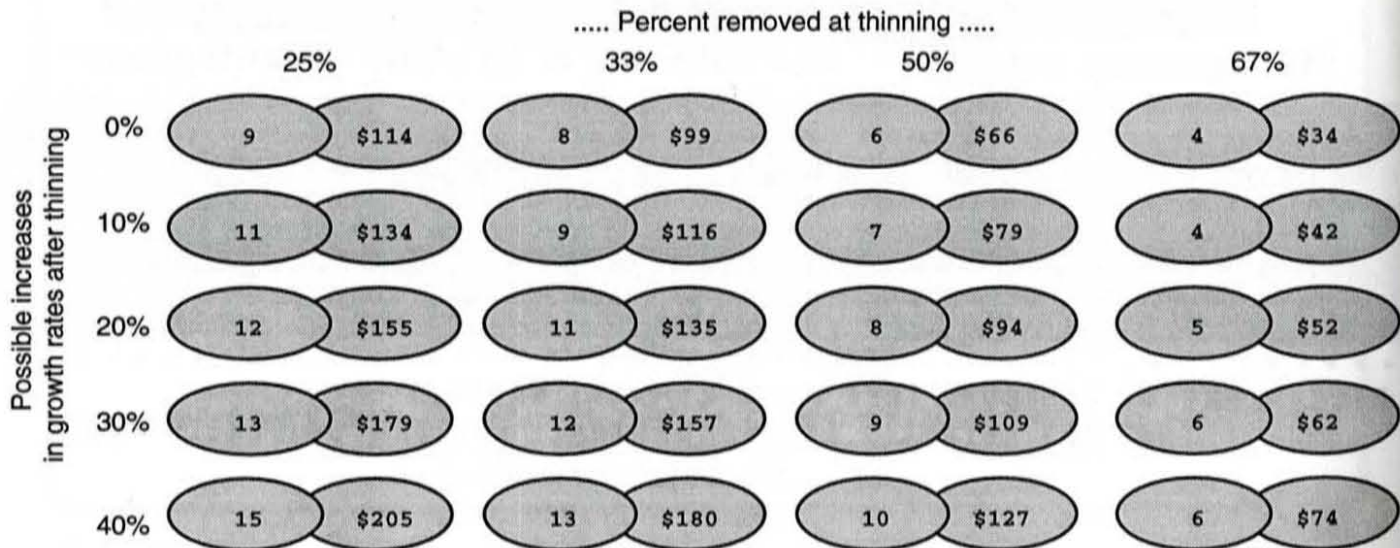 ..... Percent removed at thinning .....
25% 33% 50% 67%
Possible increases
in growth rates after thinning
0% 9 $114 8 $99 6 $66 4 $34
10% 11 $134 9 $116 7 $79 4 $42
20% 12 $155 11 $135 8 $94 5 $52
30% 13 $179 12 $157 9 $109 6 $62
40% 15 $205 13 $180 10 $127 6 $74